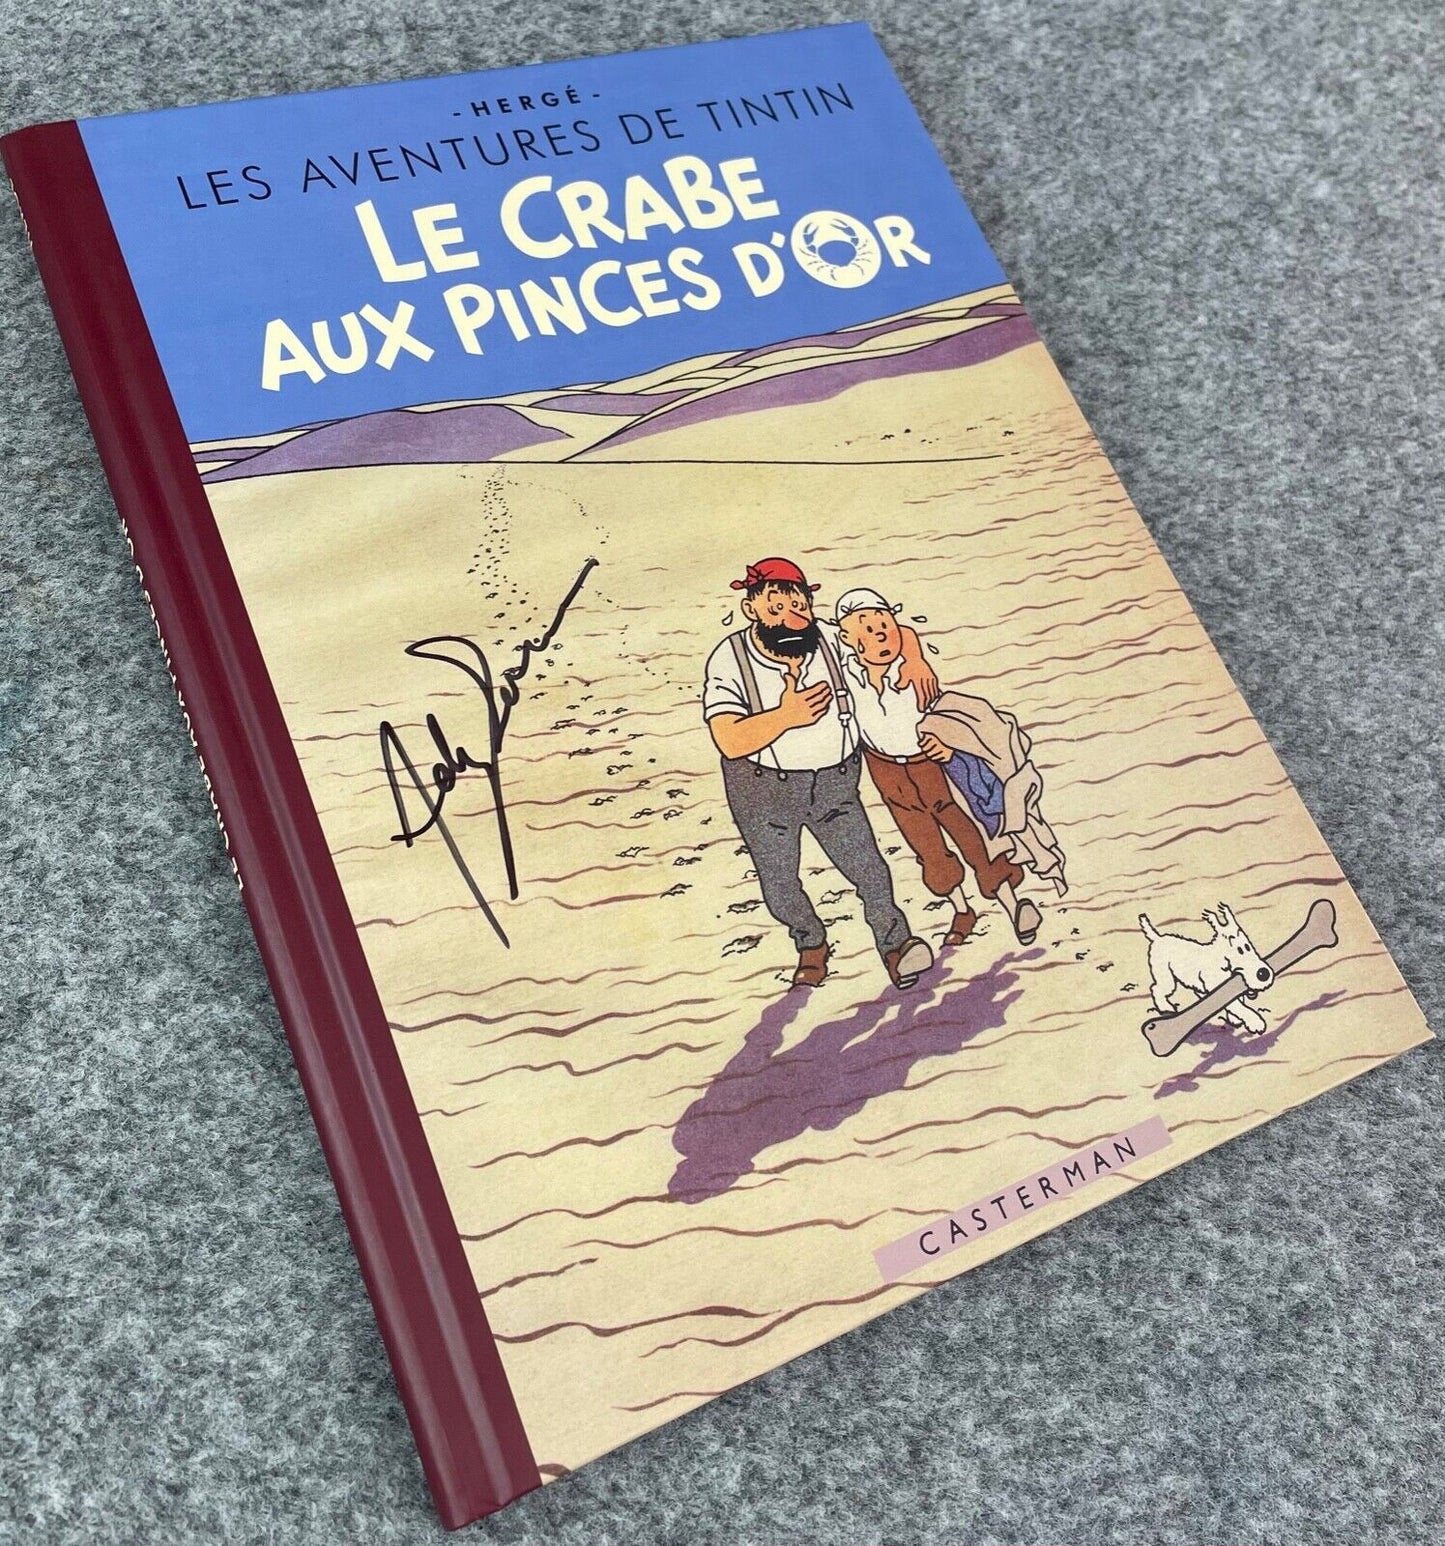 - HERGÉ -
LES AVENTURES DE TINTIN
LE CRABE
AUX PINCES D'OR
CASTERMAN